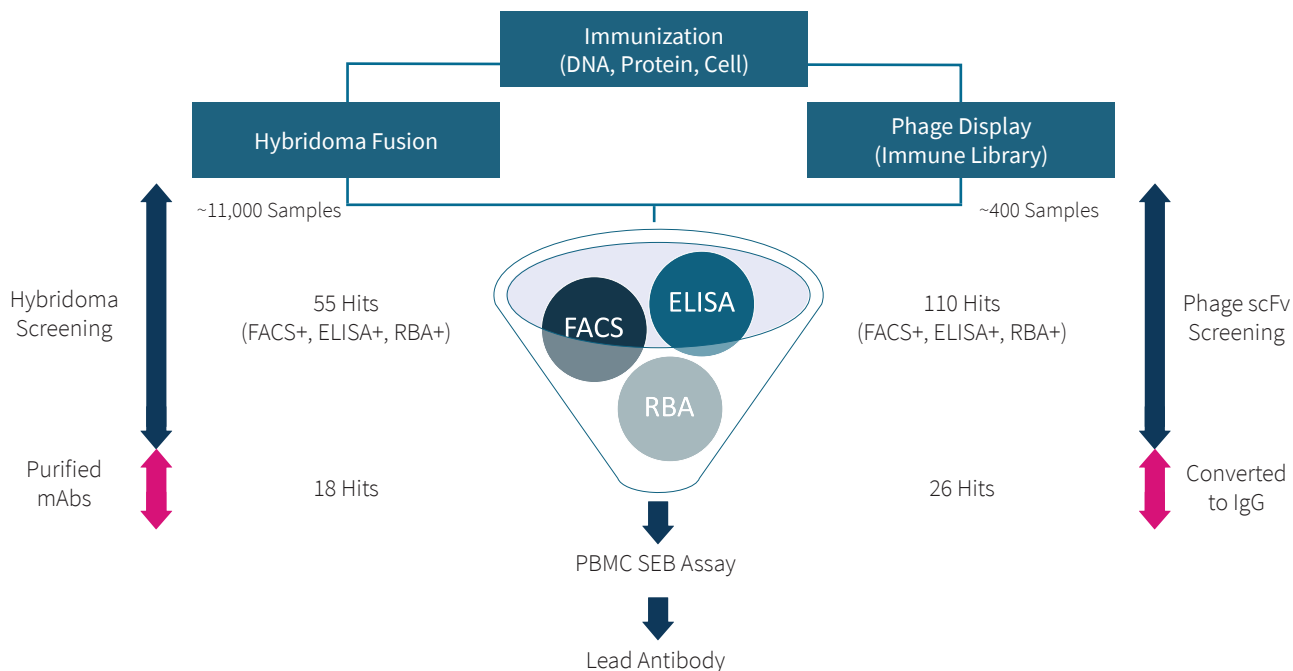 Immunization
(DNA, Protein, Cell)
Hybridoma Fusion
Phage Display
(Immune Library)
~11,000 Samples
~400 Samples
Hybridoma
Screening
55 Hits
(FACS+, ELISA+, RBA+)
FACS
ELISA
RBA
110 Hits
(FACS+, ELISA+, RBA+)
Phage scFv
Screening
Purified
mAbs
18 Hits
26 Hits
Converted
to IgG
PBMC SEB Assay
Lead Antibody